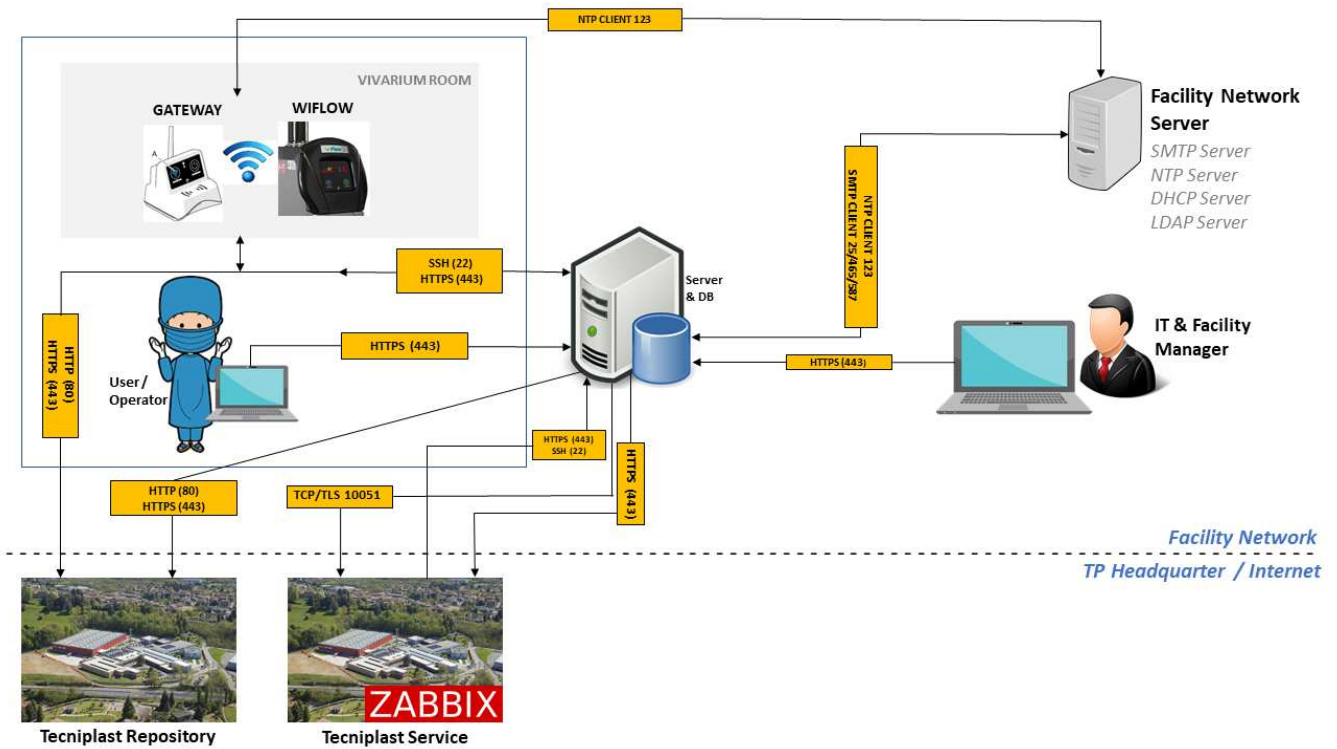 NTP CLIENT 123
VIVARIUM ROOM
GATEWAY
WIFLOW
Facility Network
Server
SMTP Server
NTP Server
DHCP Server
LDAP Server
NTP CLIENT 123
SMTP CLIENT 25/465/587
SSH (22)
HTTPS (443)
Server
& DB
HTTP (80)
HTTPS (443)
User /
Operator
HTTPS (443)
HTTPS (443)
IT & Facility
Manager
HTTPS (443)
SSH (22)
HTTPS (443)
HTTP (80)
HTTPS (443)
TCP/TLS 10051
Facility Network
TP Headquarter / Internet
ZABBIX
Tecniplast Repository
Tecniplast Service